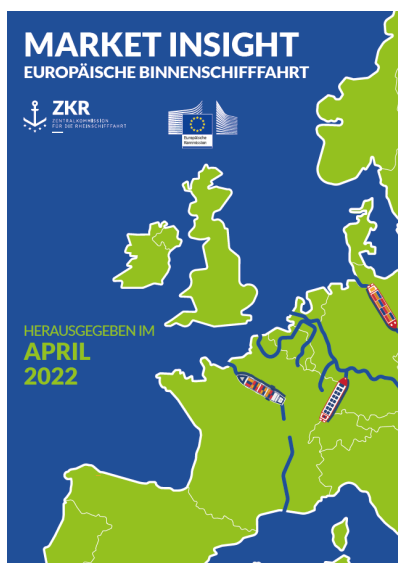 MARKET INSIGHT
EUROPÄISCHE BINNENSCHIFFFAHRT
ZKR
ZENTRALKOMMISSION
FÜR DIE RHEINSCHIFFFAHRT
Europäische
Kommission
HERAUSGEGEBEN IM
APRIL
2022